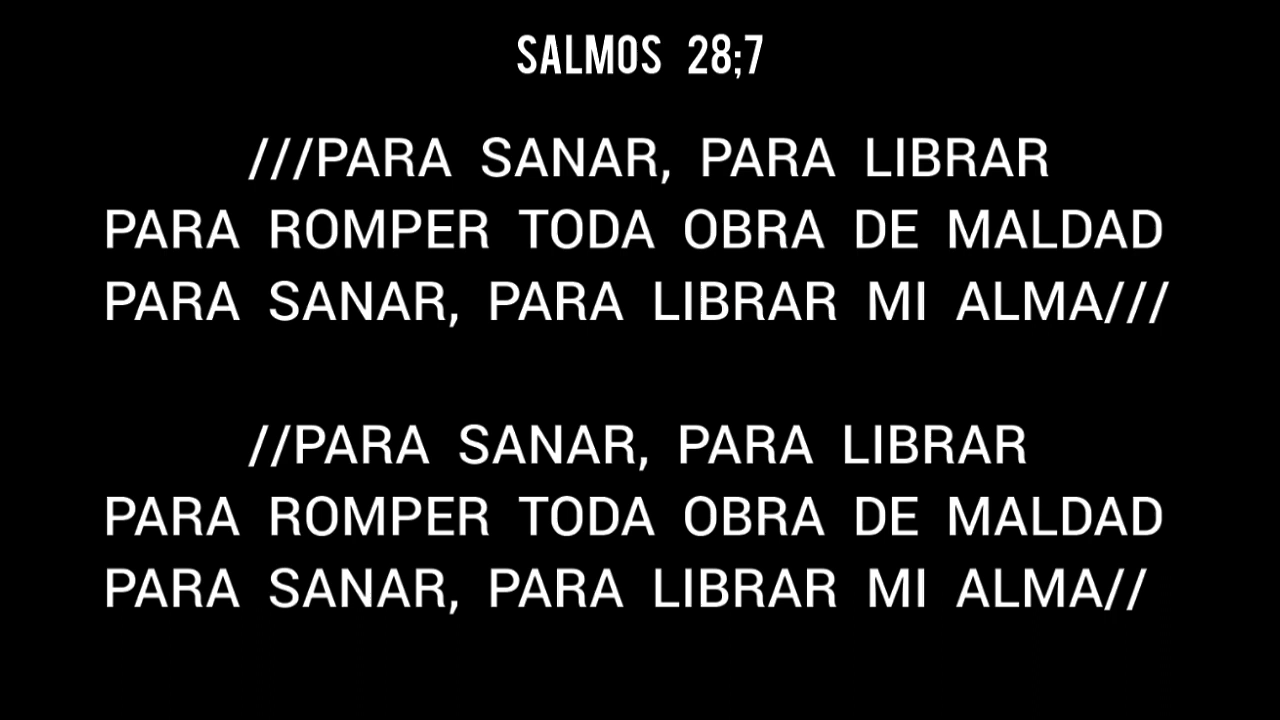 SALMOS 28;7
///PARA SANAR, PARA LIBRAR
PARA ROMPER TODA OBRA DE MALDAD
PARA SANAR, PARA LIBRAR MI ALMA///
//PARA SANAR, PARA LIBRAR
PARA ROMPER TODA OBRA DE MALDAD
PARA SANAR, PARA LIBRAR MI ALMA//